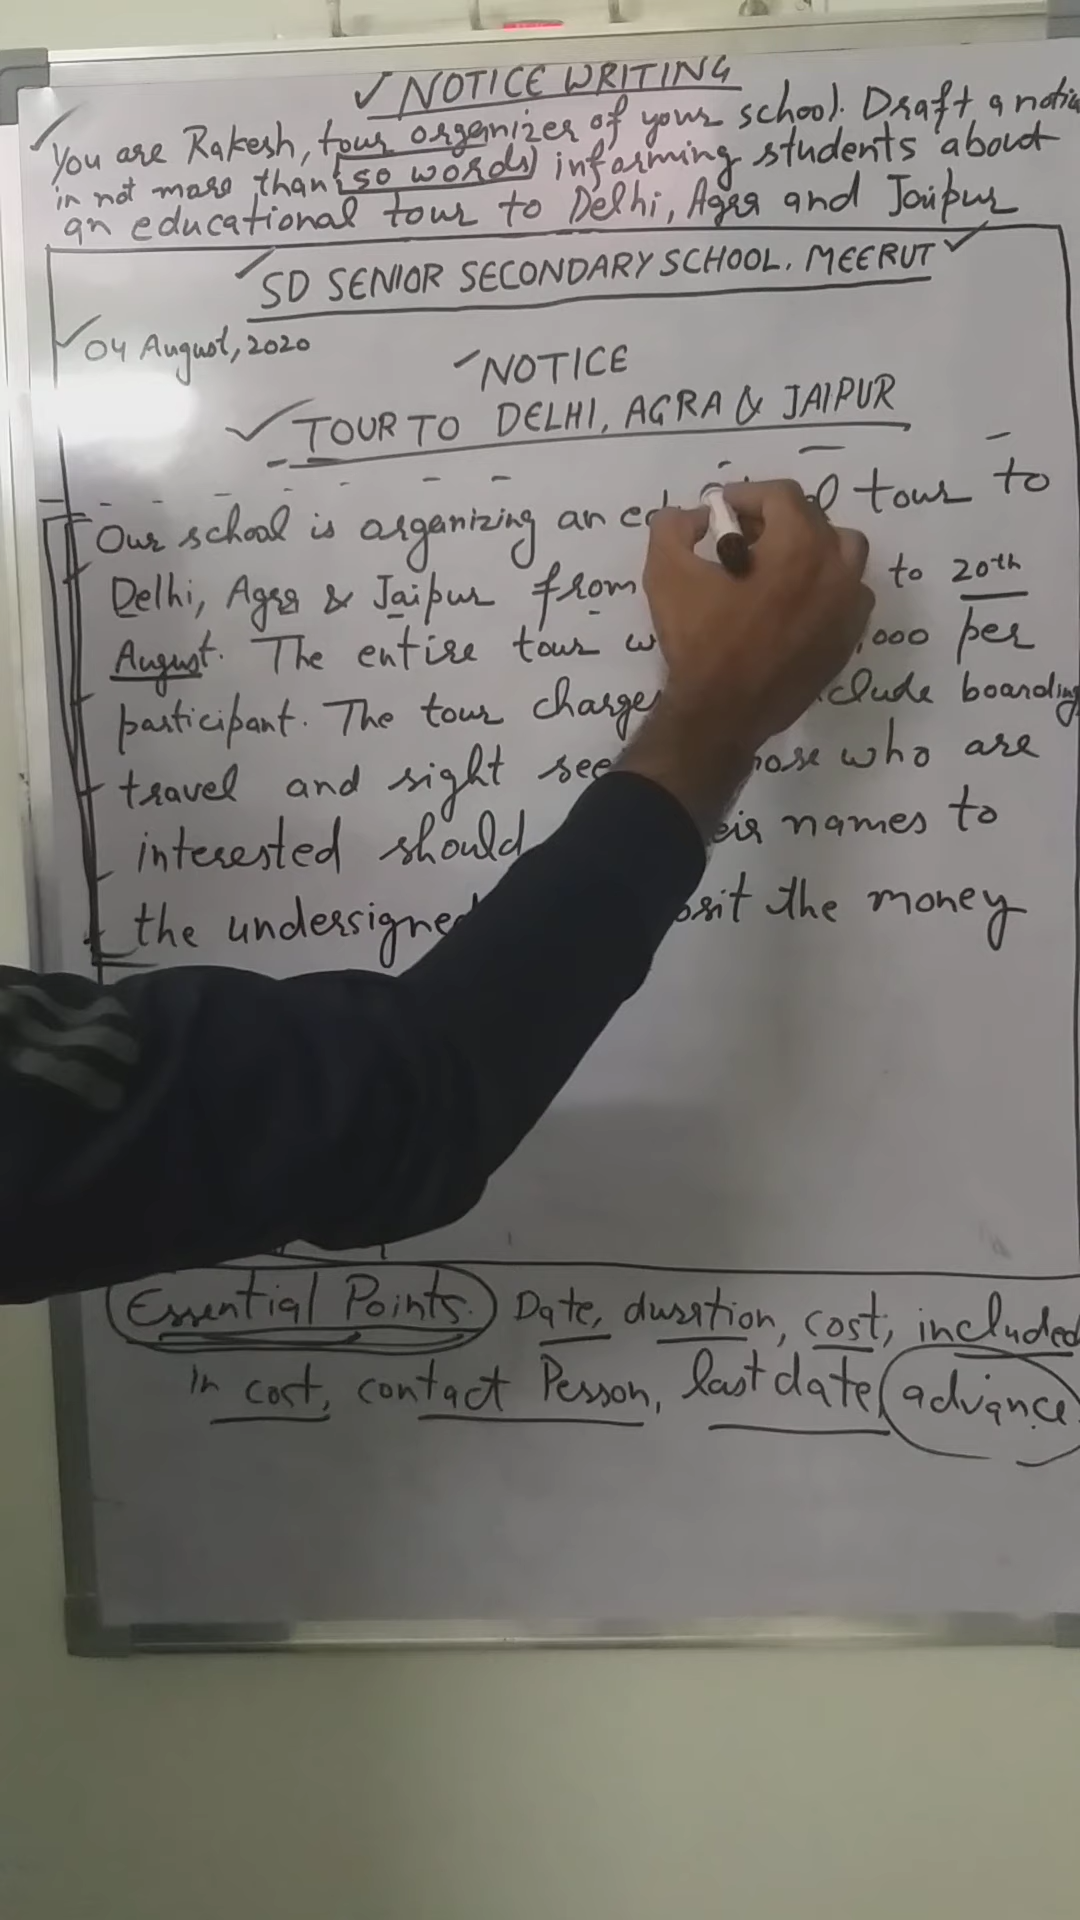 NOTICE WRITING
You are Rakesh, tour organizer of your school. Draft a
in not more than 50 words informing students about
an educational tour to Delhi, Agra and Jaipur
SD SENIOR SECONDARY SCHOOL, MEERUT
04 August, 2020
NOTICE
TOUR TO DELHI, AGRA & JAIPUR
Our school is organizing an tour to
Delhi, Agra & Jaipur from to 20th
August. The entire tour ,000 per
participant. The tour boarding,
travel and sight who are
interested should names to
the the money
Essential Points. Date, duration, cost, included
in cost, contact Person, last date, advance